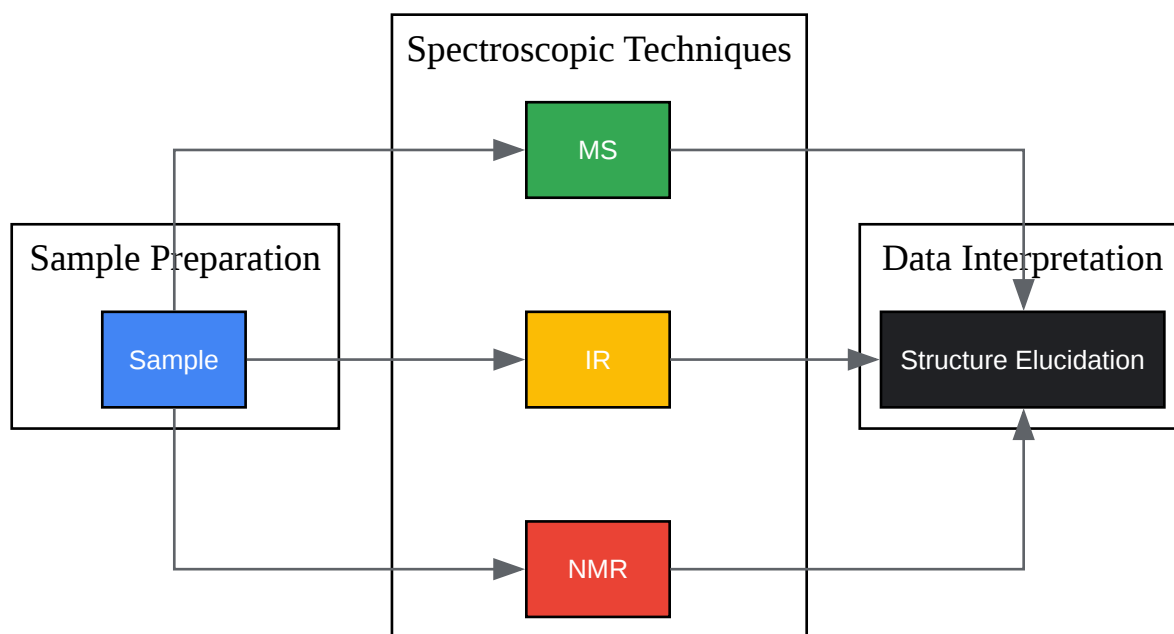 Spectroscopic Techniques
MS
Sample Preparation
Data Interpretation
Sample
IR
Structure Elucidation
NMR